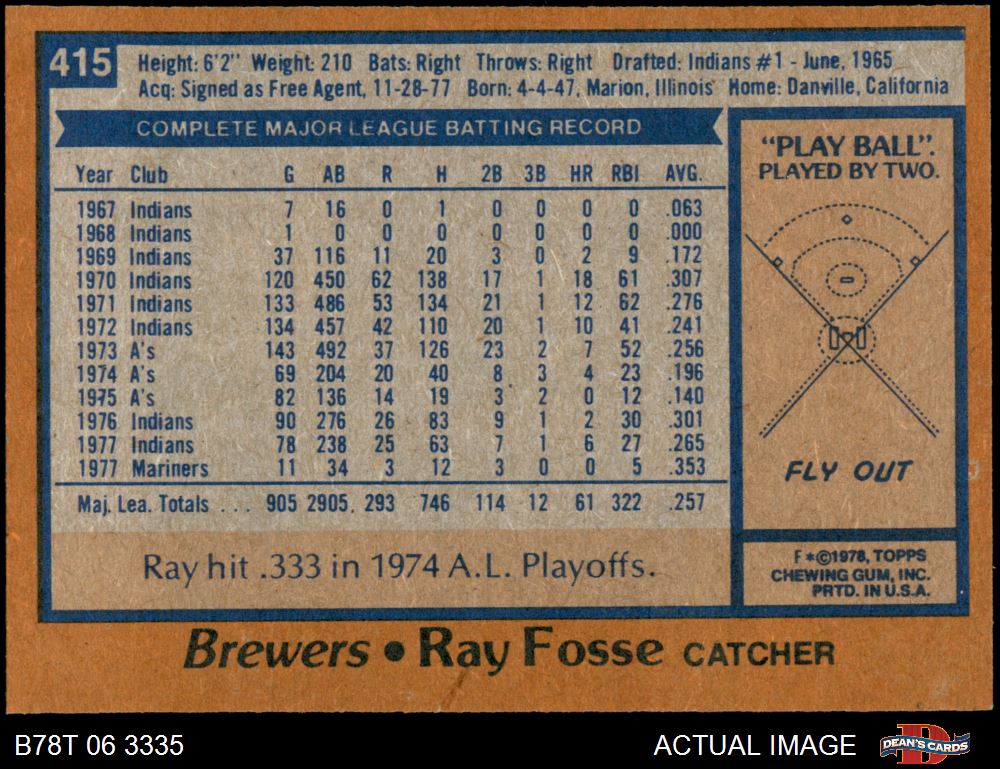 415
Height: 6'2" Weight: 210 Bats: Right Throws: Right Drafted: Indians #1 - June, 1965
Acq: Signed as Free Agent, 11-28-77 Born: 4-4-47, Marion, Illinois Home: Danville, California
COMPLETE MAJOR LEAGUE BATTING RECORD
Year Club G AB R H 2B 3B HR RBI AVG.
1967 Indians 7 16 0 1 0 0 0 0 .063
1968 Indians 1 0 0 0 0 0 0 0 .000
1969 Indians 37 116 11 20 3 0 2 9 .172
1970 Indians 120 450 62 138 17 1 18 61 .307
1971 Indians 133 486 53 134 21 1 12 62 .276
1972 Indians 134 457 42 110 20 1 10 41 .241
1973 A's 143 492 37 126 23 2 7 52 .256
1974 A's 69 204 20 40 8 3 4 23 .196
1975 A's 82 136 14 19 3 2 0 12 .140
1976 Indians 90 276 26 83 9 1 2 30 .301
1977 Indians 78 238 25 63 7 1 6 27 .265
1977 Mariners 11 34 3 12 3 0 0 5 .353
Maj. Lea. Totals . . . 905 2905 293 746 114 12 61 322 .257
Ray hit .333 in 1974 A.L. Playoffs.
"PLAY BALL".
PLAYED BY TWO.
FLY OUT
F*©1978, TOPPS
CHEWING GUM, INC.
PRTD. IN U.S.A.
Brewers • Ray Fosse CATCHER
B78T 06 3335
ACTUAL IMAGE
D
DEAN'S CARDS